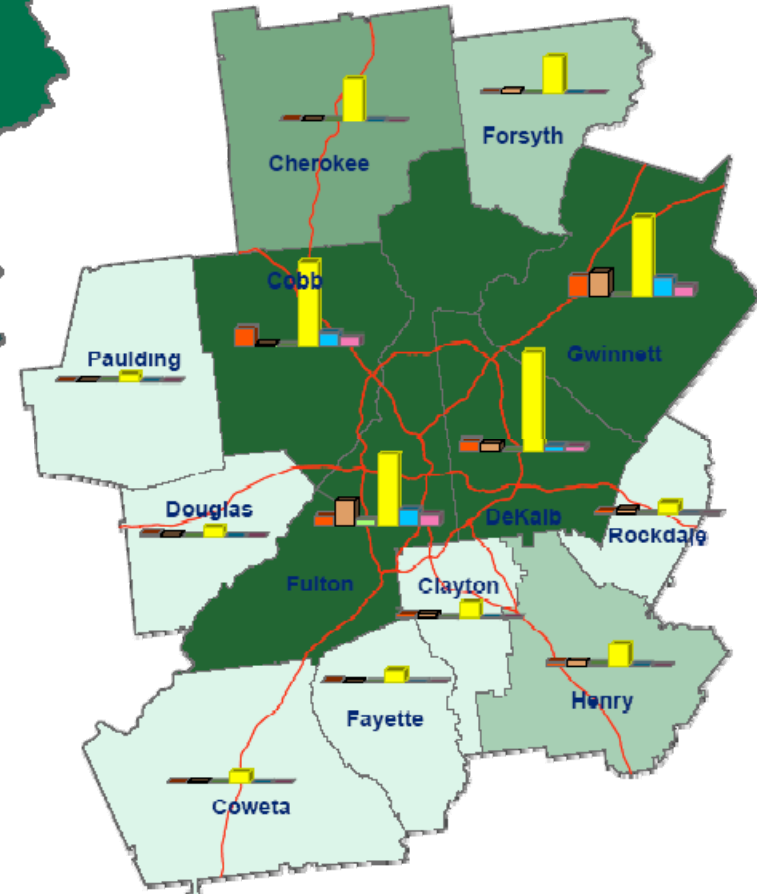 Forsyth
Cherokee
Cobb
Gwinnett
Paulding
Douglas
DeKalb
Rockdale
Fulton
Clayton
Henry
Fayette
Coweta